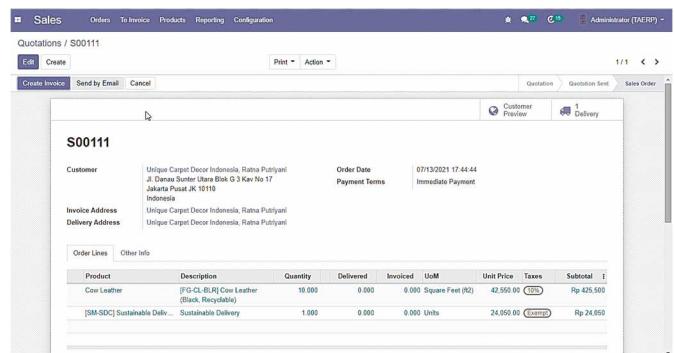 Sales Orders To Invoice Products Reporting Configuration 27 15 Administrator (TAERP)
Quotations / S00111
Edit Create Print Action 1/1
Create Invoice Send by Email Cancel Quotation Quotation Sent Sales Order
Customer Preview
1 Delivery
S00111
Customer Unique Carpet Decor Indonesia, Ratna Putriyani Order Date 07/13/2021 17:44:44
Jl. Danau Sunter Utara Blok G 3 Kav No 17 Payment Terms Immediate Payment
Jakarta Pusat JK 10110
Indonesia
Invoice Address Unique Carpet Decor Indonesia, Ratna Putriyani
Delivery Address Unique Carpet Decor Indonesia, Ratna Putriyani
Order Lines Other Info
Product Description Quantity Delivered Invoiced UoM Unit Price Taxes Subtotal
Cow Leather [FG-CL-BLR] Cow Leather 10.000 0.000 0.000 Square Feet (ft2) 42,550.00 10% Rp 425,500
(Black, Recyclable)
[SM-SDC] Sustainable Deliv... Sustainable Delivery 1.000 0.000 0.000 Units 24,050.00 Exempt Rp 24,050